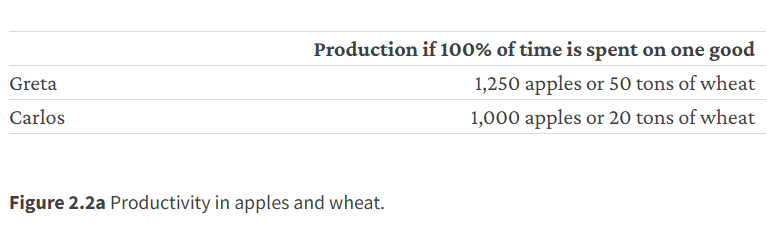 Production if 100% of time is spent on one good
Greta 1,250 apples or 50 tons of wheat
Carlos 1,000 apples or 20 tons of wheat
Figure 2.2a Productivity in apples and wheat.